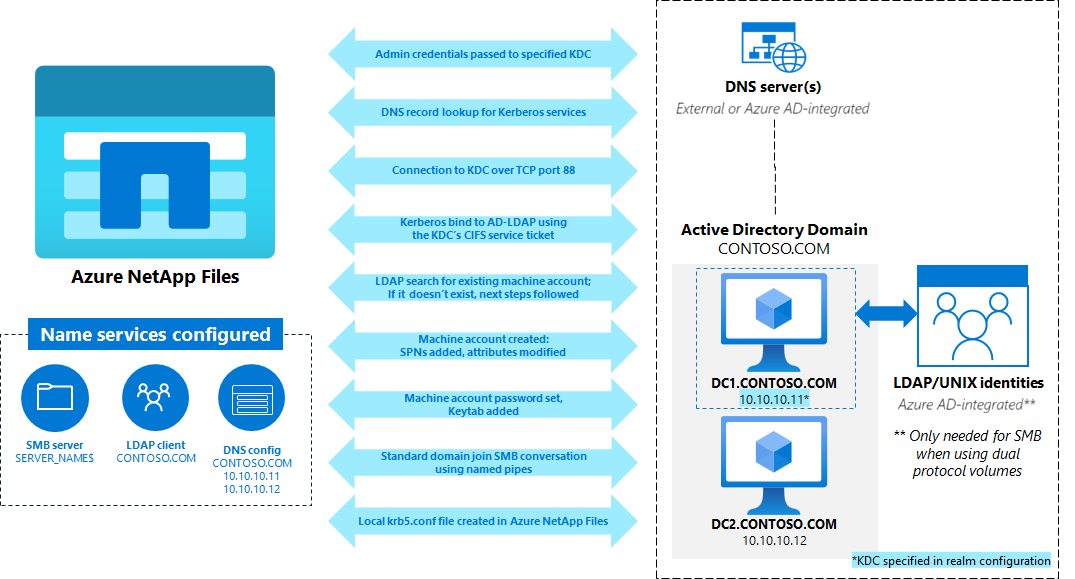 Azure NetApp Files
Name services configured
SMB server
SERVER_NAME$
LDAP client
CONTOSO.COM
DNS config
CONTOSO.COM
10.10.10.11
10.10.10.12
Admin credentials passed to specified KDC
DNS record lookup for Kerberos services
Connection to KDC over TCP port 88
Kerberos bind to AD-LDAP using
the KDC's CIFS service ticket
LDAP search for existing machine account;
If it doesn't exist, next steps followed
Machine account created:
SPNs added, attributes modified
Machine account password set,
Keytab added
Standard domain join SMB conversation
using named pipes
Local krb5.conf file created in Azure NetApp Files
DNS server(s)
External or Azure AD-integrated
Active Directory Domain
CONTOSO.COM
DC1.CONTOSO.COM
10.10.10.11*
DC2.CONTOSO.COM
10.10.10.12
LDAP/UNIX identities
Azure AD-integrated**
** Only needed for SMB
when using dual
protocol volumes
*KDC specified in realm configuration